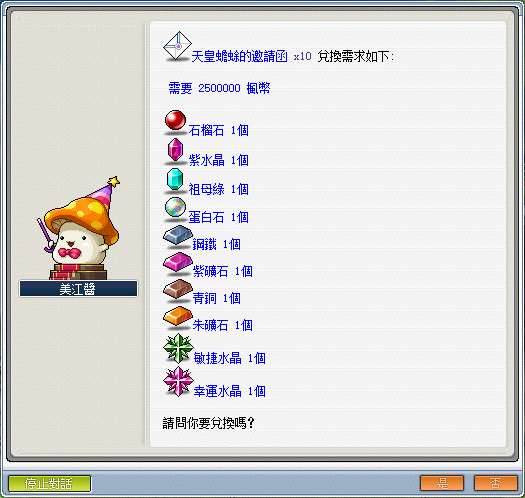 天皇蟾蜍的邀請函 x10 兌換需求如下:
需要 2500000 楓幣
石榴石 1個
紫水晶 1個
祖母綠 1個
蛋白石 1個
鋼鐵 1個
紫礦石 1個
青銅 1個
朱礦石 1個
敏捷水晶 1個
幸運水晶 1個
請問你要兌換嗎?
美江醬
停止對話
是
否